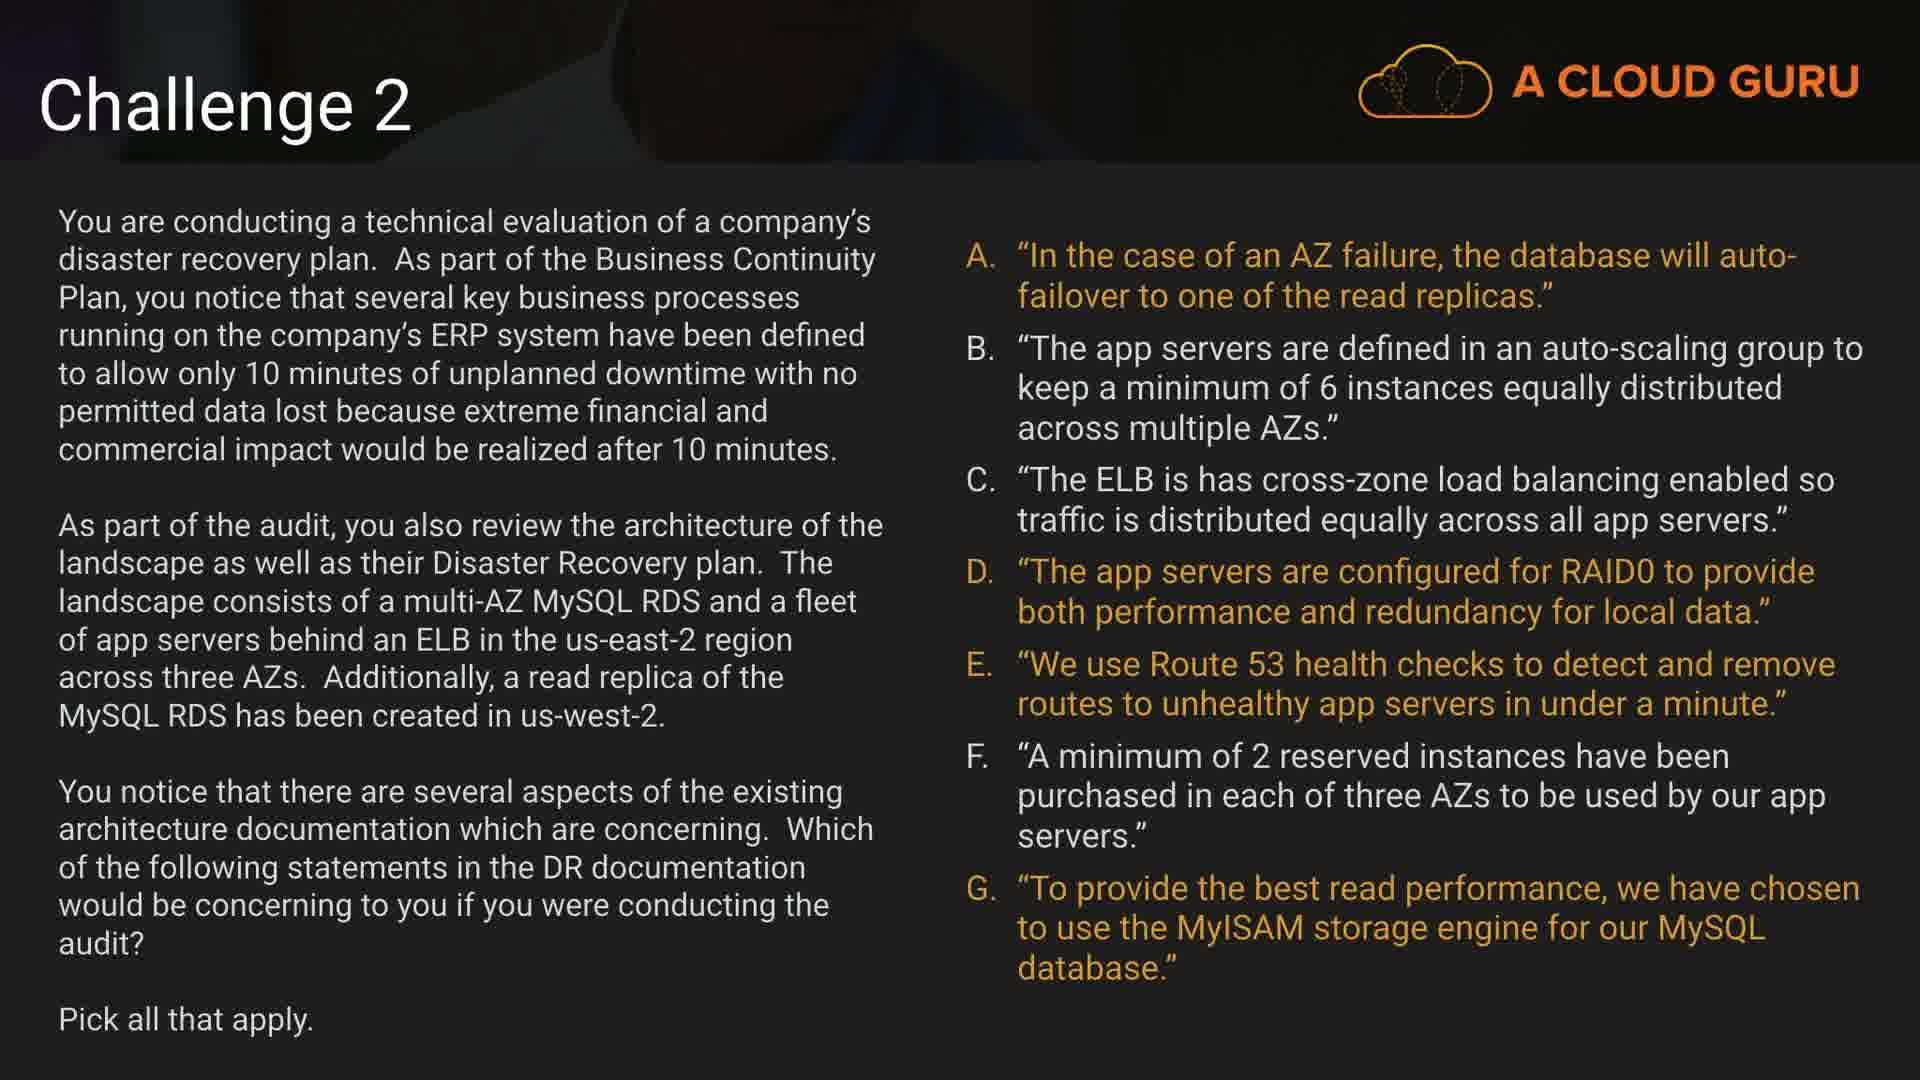 Challenge 2
A CLOUD GURU
You are conducting a technical evaluation of a company’s
disaster recovery plan.  As part of the Business Continuity
Plan, you notice that several key business processes
running on the company’s ERP system have been defined
to allow only 10 minutes of unplanned downtime with no
permitted data lost because extreme financial and
commercial impact would be realized after 10 minutes.
As part of the audit, you also review the architecture of the
landscape as well as their Disaster Recovery plan.  The
landscape consists of a multi-AZ MySQL RDS and a fleet
of app servers behind an ELB in the us-east-2 region
across three AZs.  Additionally, a read replica of the
MySQL RDS has been created in us-west-2.
You notice that there are several aspects of the existing
architecture documentation which are concerning.  Which
of the following statements in the DR documentation
would be concerning to you if you were conducting the
audit?
Pick all that apply.
A. “In the case of an AZ failure, the database will auto-
failover to one of the read replicas.”
B. “The app servers are defined in an auto-scaling group to
keep a minimum of 6 instances equally distributed
across multiple AZs.”
C. “The ELB is has cross-zone load balancing enabled so
traffic is distributed equally across all app servers.”
D. “The app servers are configured for RAID0 to provide
both performance and redundancy for local data.”
E. “We use Route 53 health checks to detect and remove
routes to unhealthy app servers in under a minute.”
F. “A minimum of 2 reserved instances have been
purchased in each of three AZs to be used by our app
servers.”
G. “To provide the best read performance, we have chosen
to use the MyISAM storage engine for our MySQL
database.”